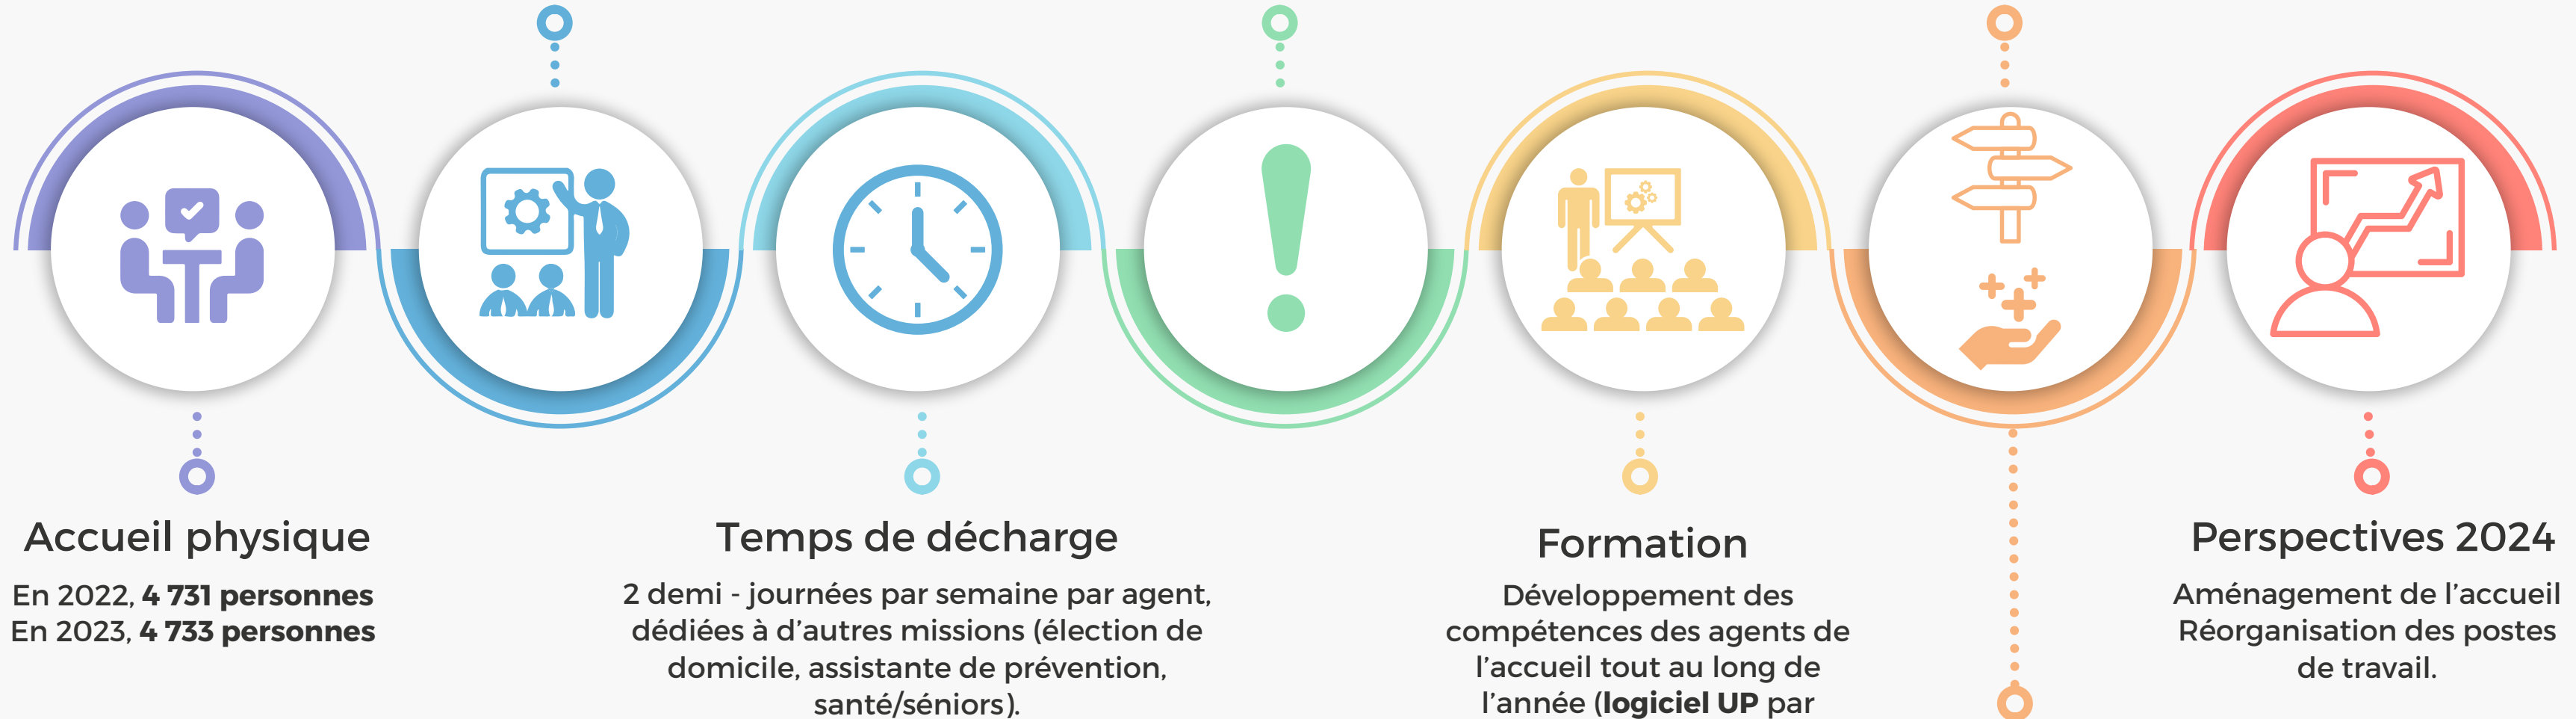 Accueil physique
En 2022, 4 731 personnes
En 2023, 4 733 personnes
Temps de décharge
2 demi - journées par semaine par agent,
dédiées à d'autres missions (élection de
domicile, assistante de prévention,
santé/séniors).
Formation
Développement des
compétences des agents de
l'accueil tout au long de
l'année (logiciel UP par
Perspectives 2024
Aménagement de l'accueil
Réorganisation des postes
de travail.